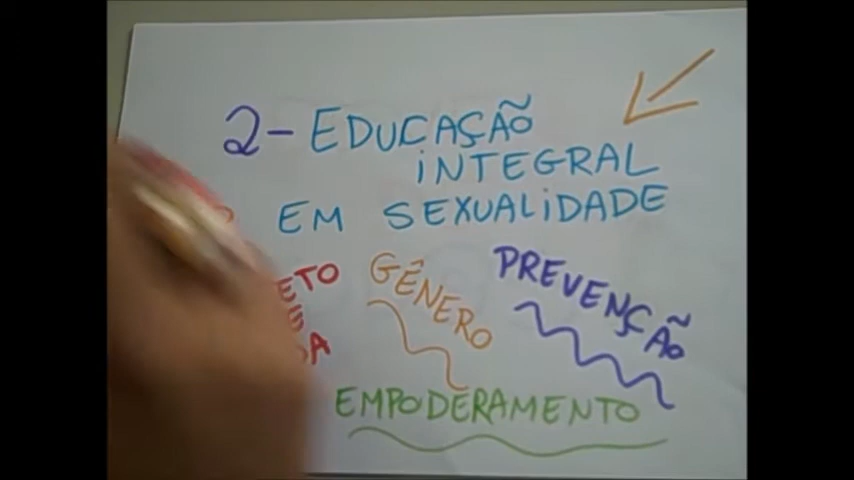 2- EDUCAÇÃO
INTEGRAL
EM SEXUALIDADE
GÊNERO
PREVENÇÃO
EMPODERAMENTO